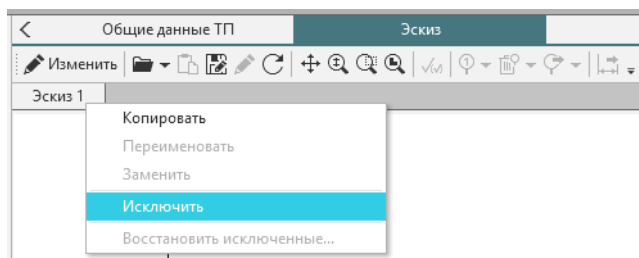 Общие данные ТП Эскиз
Изменить
Эскиз 1
Копировать
Переименовать
Заменить
Исключить
Восстановить исключенные...